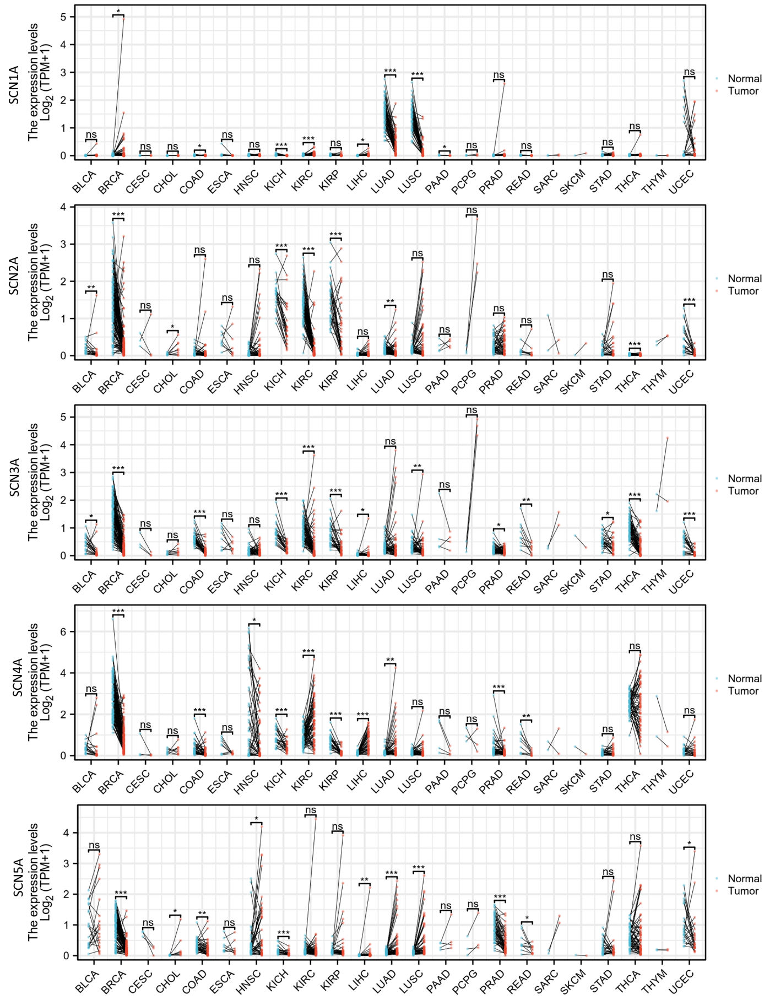 SCN1A
The expression levels
Log2 (TPM+1)
5
4
3
2
1
0
ns * ns ns * ns ns *** *** ns * *** *** * ns ns ns ns ns ns
BLCA BRCA CESC CHOL COAD ESCA HNSC KICH KIRC KIRP LIHC LUAD LUSC PAAD PCPG PRAD READ SARC SKCM STAD THCA THYM UCEC
Normal
Tumor
SCN2A
The expression levels
Log2 (TPM+1)
4
3
2
1
0
** *** ns * ns ns ns *** *** *** ns ** ns ns ns ns ns ns *** ***
BLCA BRCA CESC CHOL COAD ESCA HNSC KICH KIRC KIRP LIHC LUAD LUSC PAAD PCPG PRAD READ SARC SKCM STAD THCA THYM UCEC
Normal
Tumor
SCN3A
The expression levels
Log2 (TPM+1)
5
4
3
2
1
0
* *** ns ns *** ns ns *** *** *** * ns ** ns ns * ** * *** ***
BLCA BRCA CESC CHOL COAD ESCA HNSC KICH KIRC KIRP LIHC LUAD LUSC PAAD PCPG PRAD READ SARC SKCM STAD THCA THYM UCEC
Normal
Tumor
SCN4A
The expression levels
Log2 (TPM+1)
6
4
2
0
ns *** ns ns *** ns * *** *** *** *** ** ns ns ns *** ** ns ns ns
BLCA BRCA CESC CHOL COAD ESCA HNSC KICH KIRC KIRP LIHC LUAD LUSC PAAD PCPG PRAD READ SARC SKCM STAD THCA THYM UCEC
Normal
Tumor
SCN5A
The expression levels
Log2 (TPM+1)
4
3
2
1
0
ns *** ns * ** ns * *** ns ns ** *** *** ns ns *** * ns ns *
BLCA BRCA CESC CHOL COAD ESCA HNSC KICH KIRC KIRP LIHC LUAD LUSC PAAD PCPG PRAD READ SARC SKCM STAD THCA THYM UCEC
Normal
Tumor